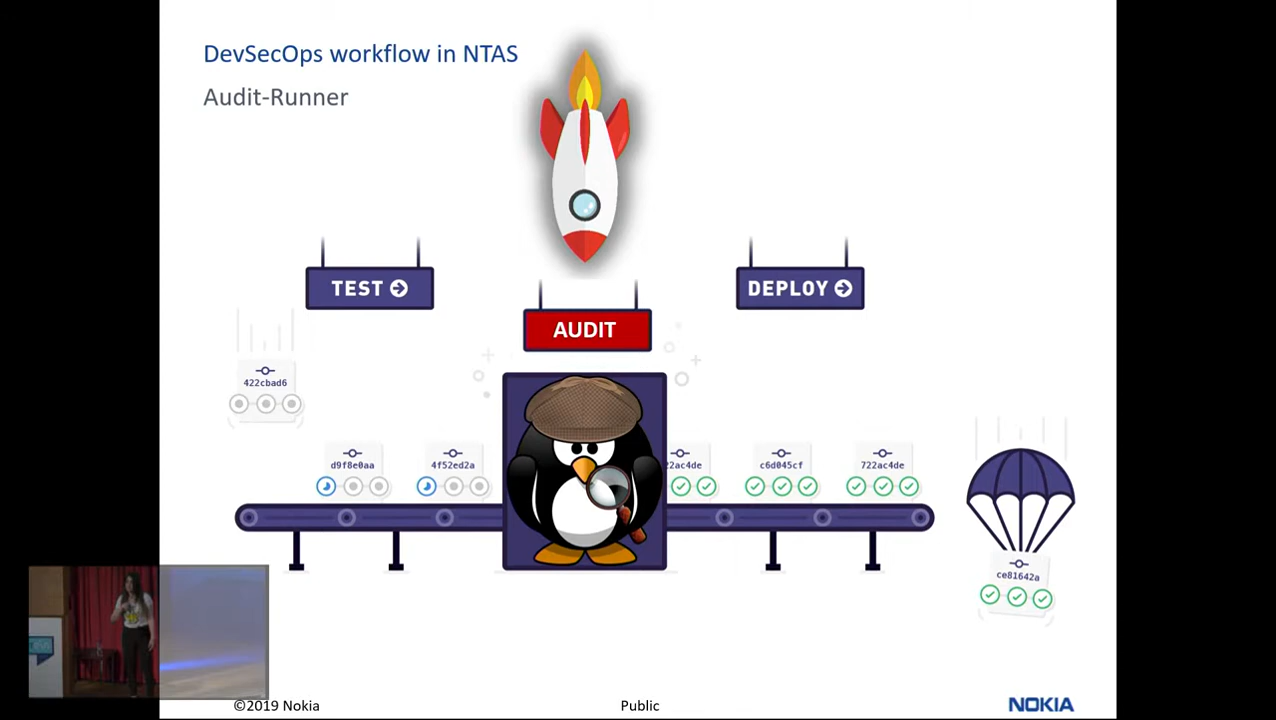 DevSecOps workflow in NTAS
Audit-Runner
TEST
DEPLOY
AUDIT
422cbad6
d9f8e0aa
4f52ed2a
22ac4de
c6d045cf
722ac4de
ce81642a
©2019 Nokia
Public
NOKIA